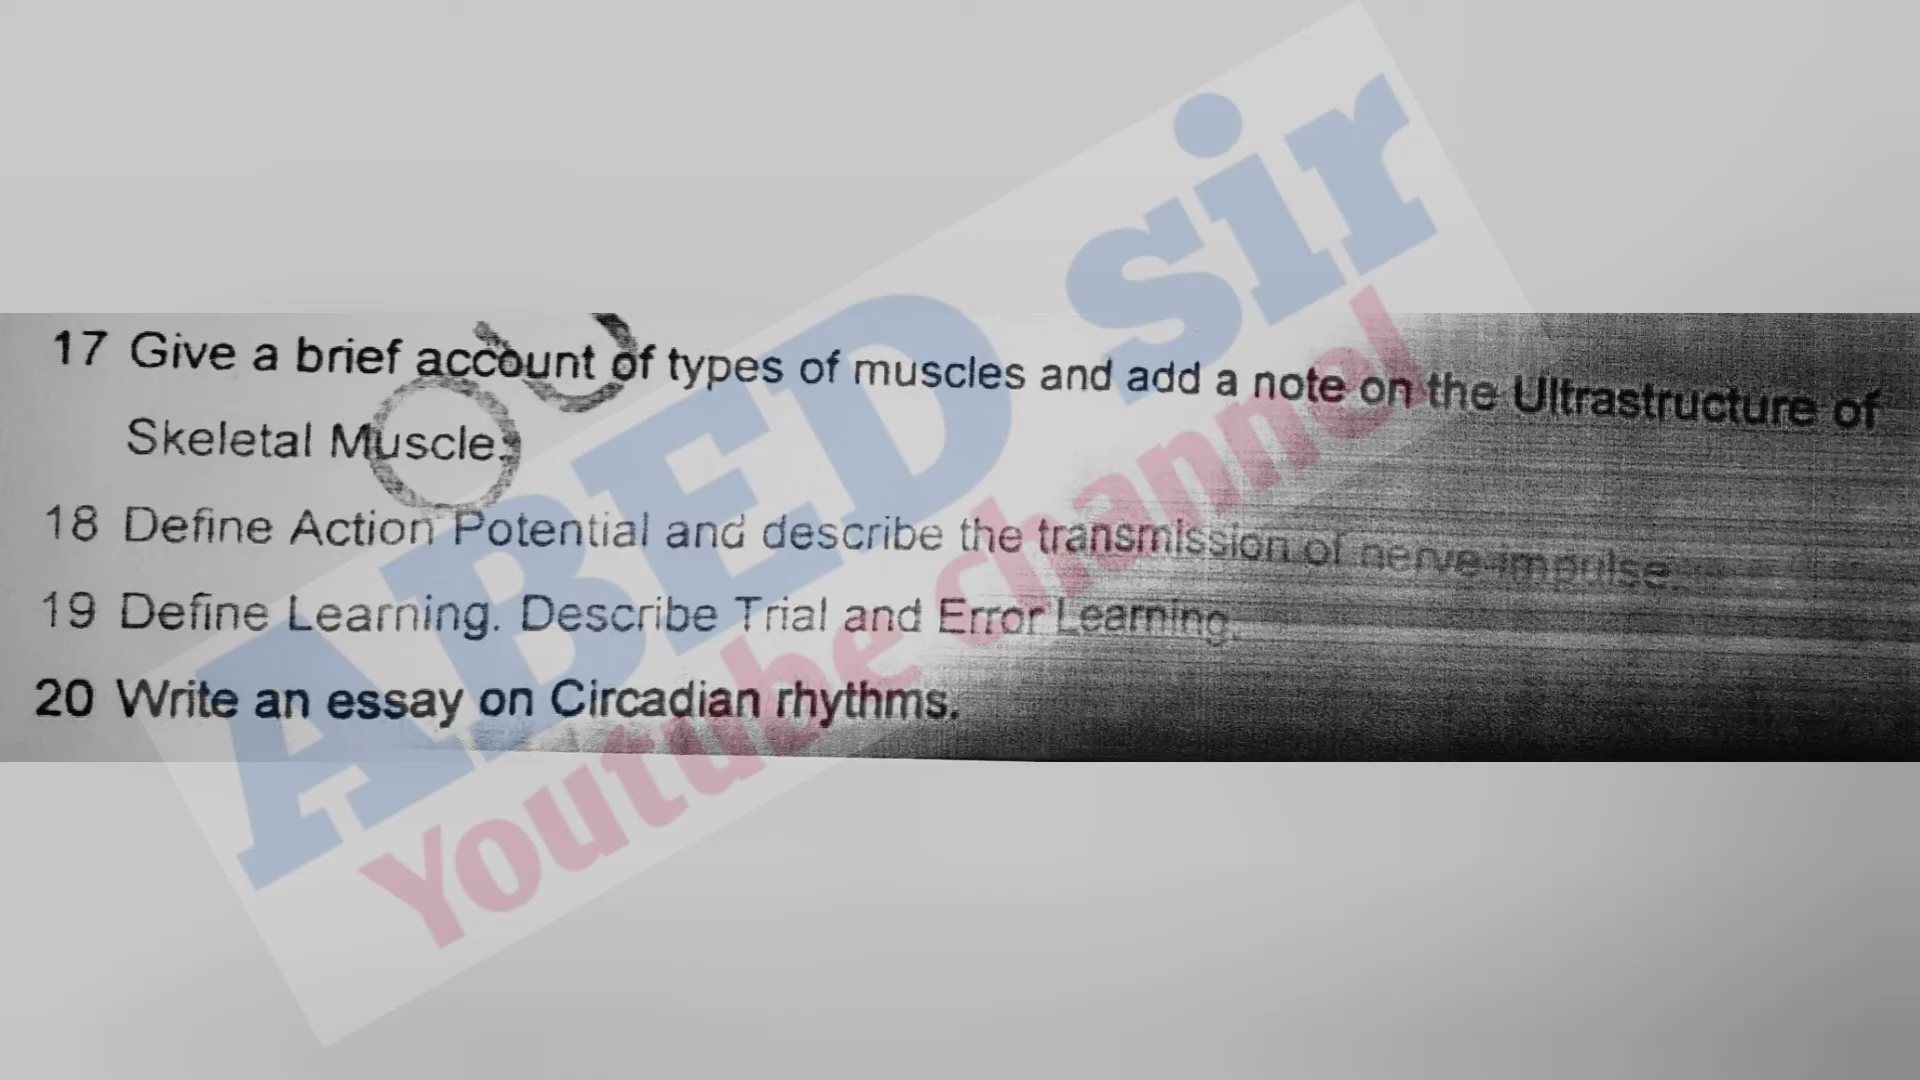 17 Give a brief account of types of muscles and add a note on the Ultrastructure of
Skeletal Muscle.
18 Define Action Potential and describe the transmission of nerve impulse.
19 Define Learning. Describe Trial and Error Learning.
20 Write an essay on Circadian rhythms.
ABED sir
Youtube channel